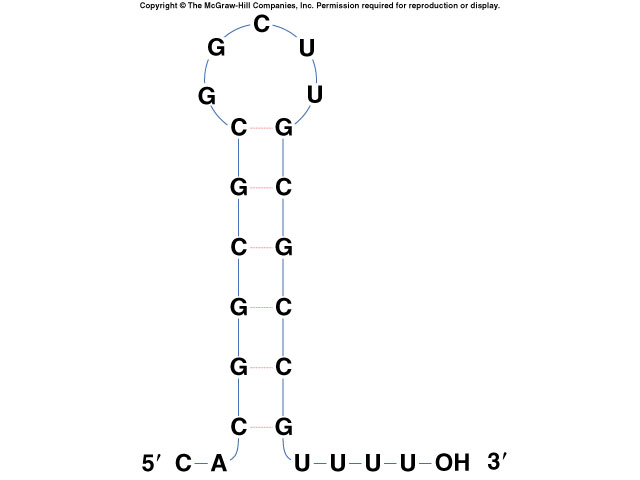 Copyright © The McGraw-Hill Companies, Inc. Permission required for reproduction or display.
C
G U
G U
C G
G C
C G
G C
G C
C G
5′ C–A U–U–U–U–OH 3′